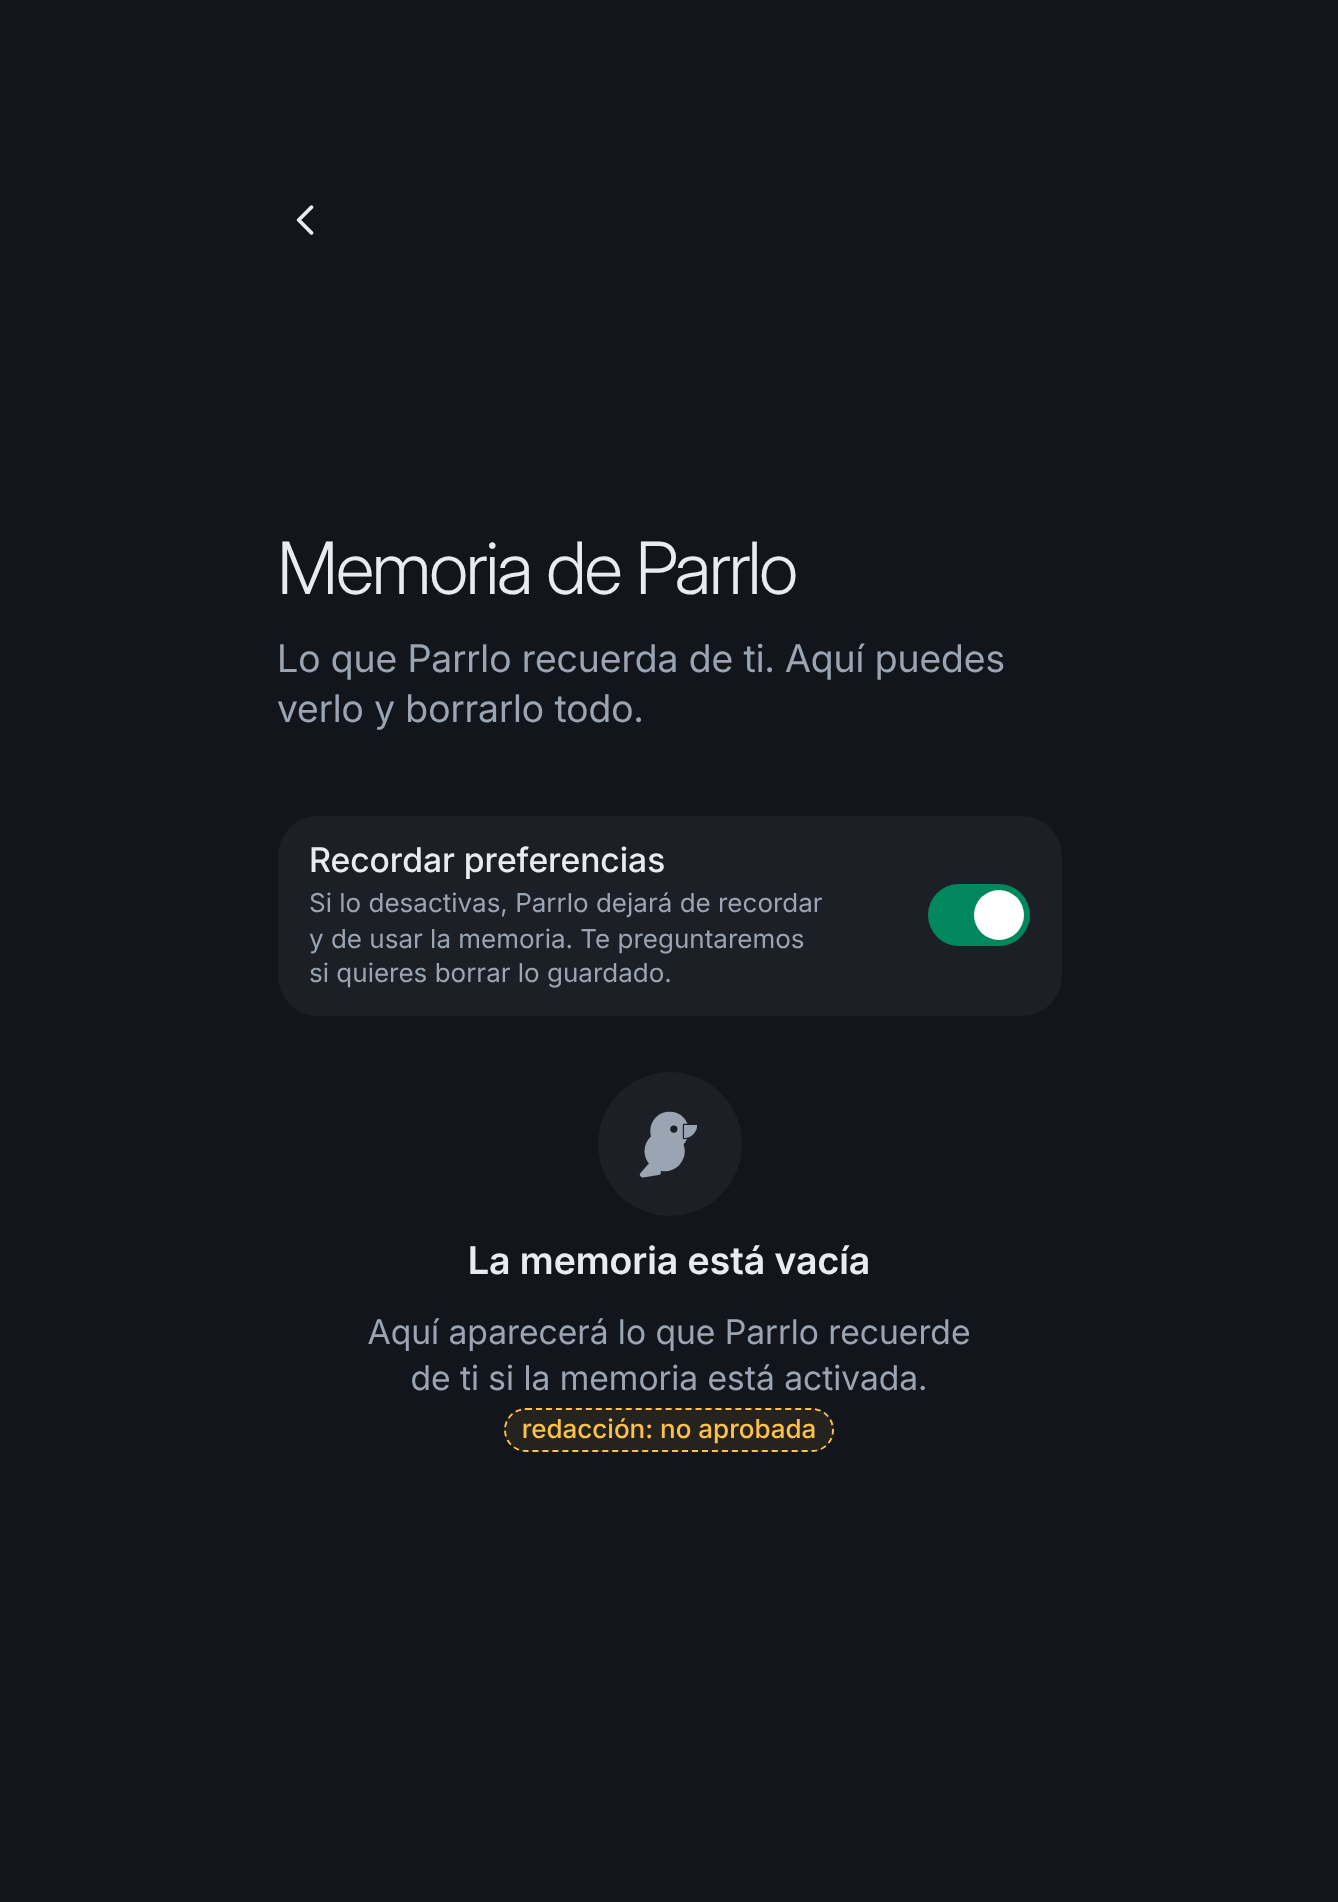 Memoria de Parrlo
Lo que Parrlo recuerda de ti. Aquí puedes
verlo y borrarlo todo.
Recordar preferencias
Si lo desactivas, Parrlo dejará de recordar
y de usar la memoria. Te preguntaremos
si quieres borrar lo guardado.
La memoria está vacía
Aquí aparecerá lo que Parrlo recuerde
de ti si la memoria está activada.
redacción: no aprobada